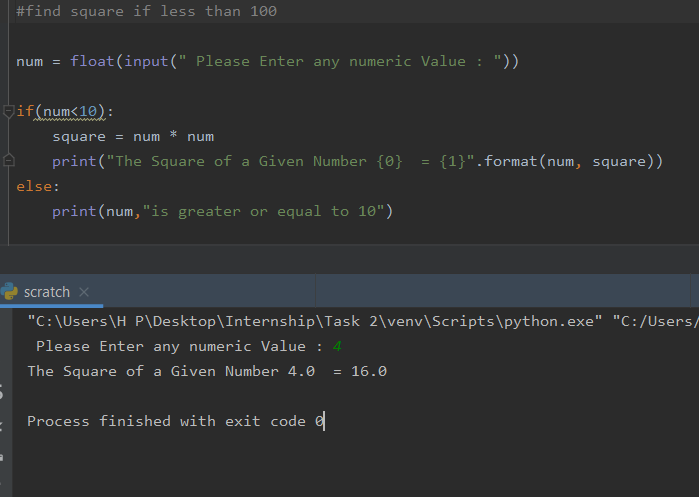 #find square if less than 100
num = float(input(" Please Enter any numeric Value : "))
if(num<10):
    square = num * num
    print("The Square of a Given Number {0}  = {1}".format(num, square))
else:
    print(num,"is greater or equal to 10")
scratch
"C:\Users\H P\Desktop\Internship\Task 2\venv\Scripts\python.exe" "C:/Users/
 Please Enter any numeric Value : 4
The Square of a Given Number 4.0  = 16.0
Process finished with exit code 0